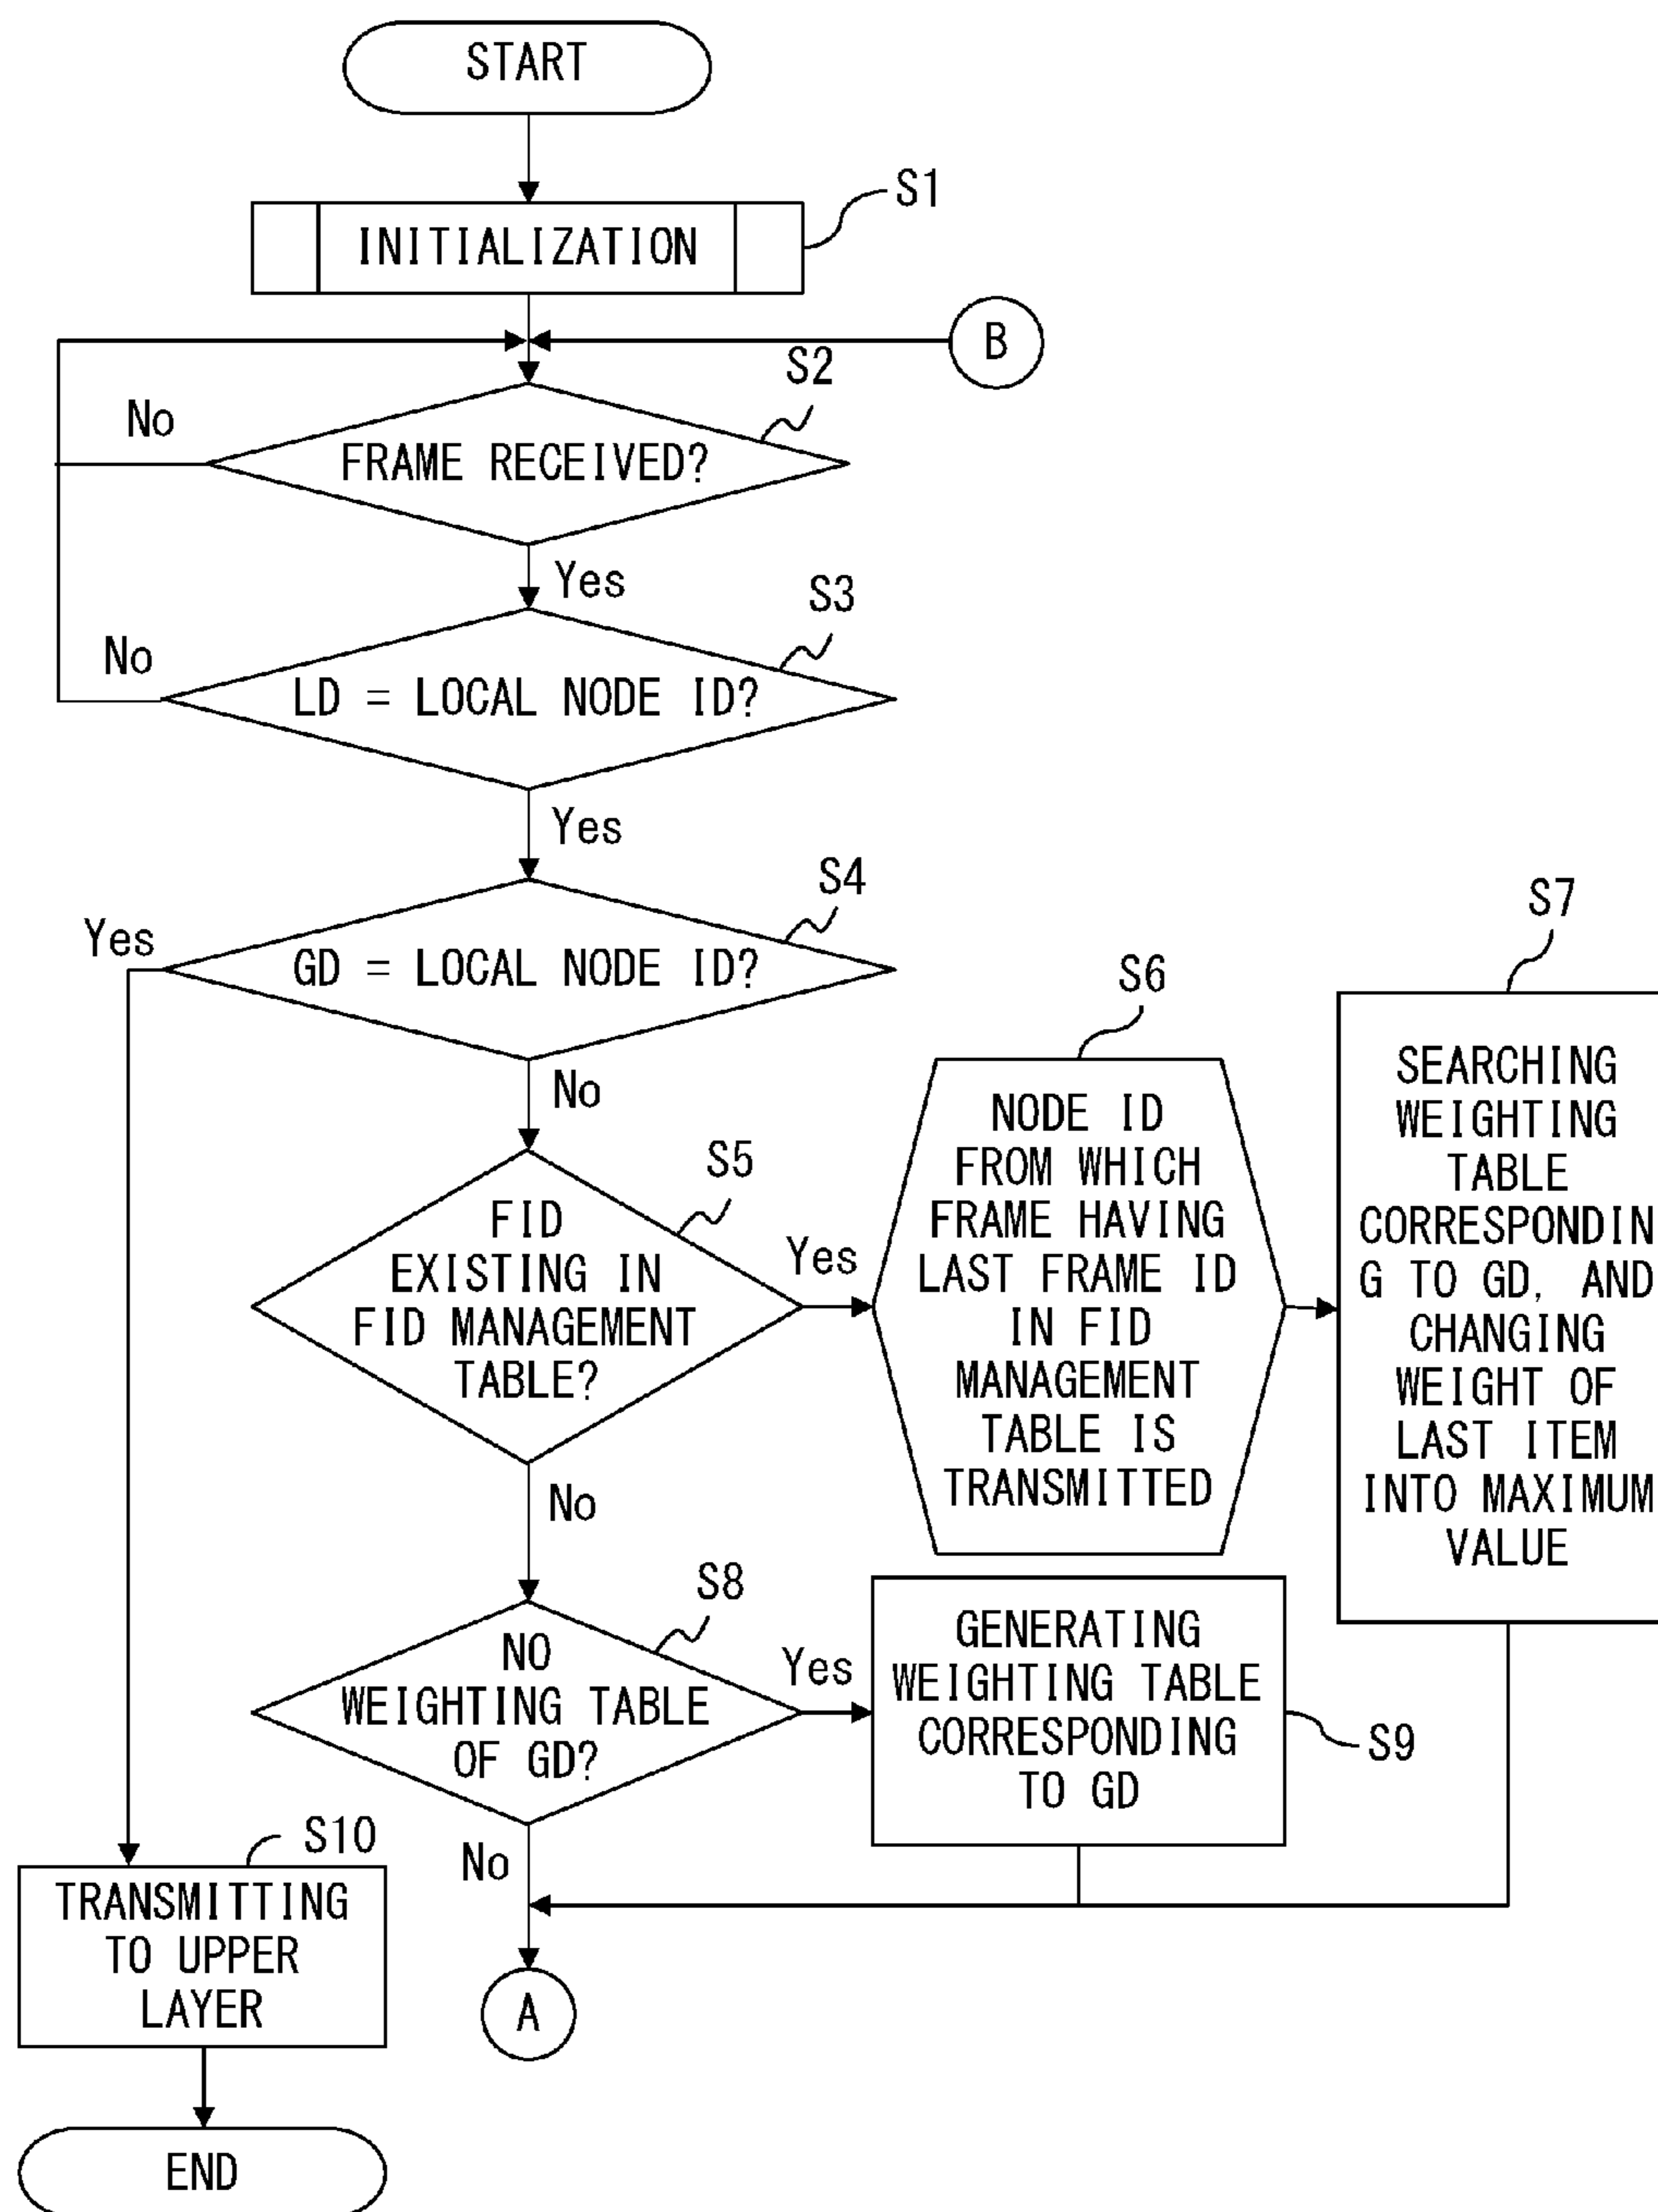 START
S1
INITIALIZATION
B
S2
No
FRAME RECEIVED?
Yes
S3
No
LD = LOCAL NODE ID?
Yes
S4
Yes
GD = LOCAL NODE ID?
No
S5
FID
EXISTING IN
FID MANAGEMENT
TABLE?
Yes
No
S6
NODE ID
FROM WHICH
FRAME HAVING
LAST FRAME ID
IN FID
MANAGEMENT
TABLE IS
TRANSMITTED
S7
SEARCHING
WEIGHTING
TABLE
CORRESPONDIN
G TO GD, AND
CHANGING
WEIGHT OF
LAST ITEM
INTO MAXIMUM
VALUE
S8
NO
WEIGHTING TABLE
OF GD?
Yes
No
GENERATING
WEIGHTING TABLE
CORRESPONDING
TO GD
S9
S10
TRANSMITTING
TO UPPER
LAYER
A
END